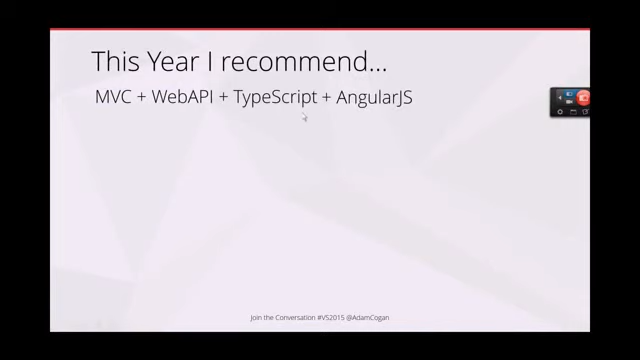 This Year I recommend...
MVC + WebAPI + TypeScript + AngularJS
Join the Conversation #VS2015 @AdamCogan